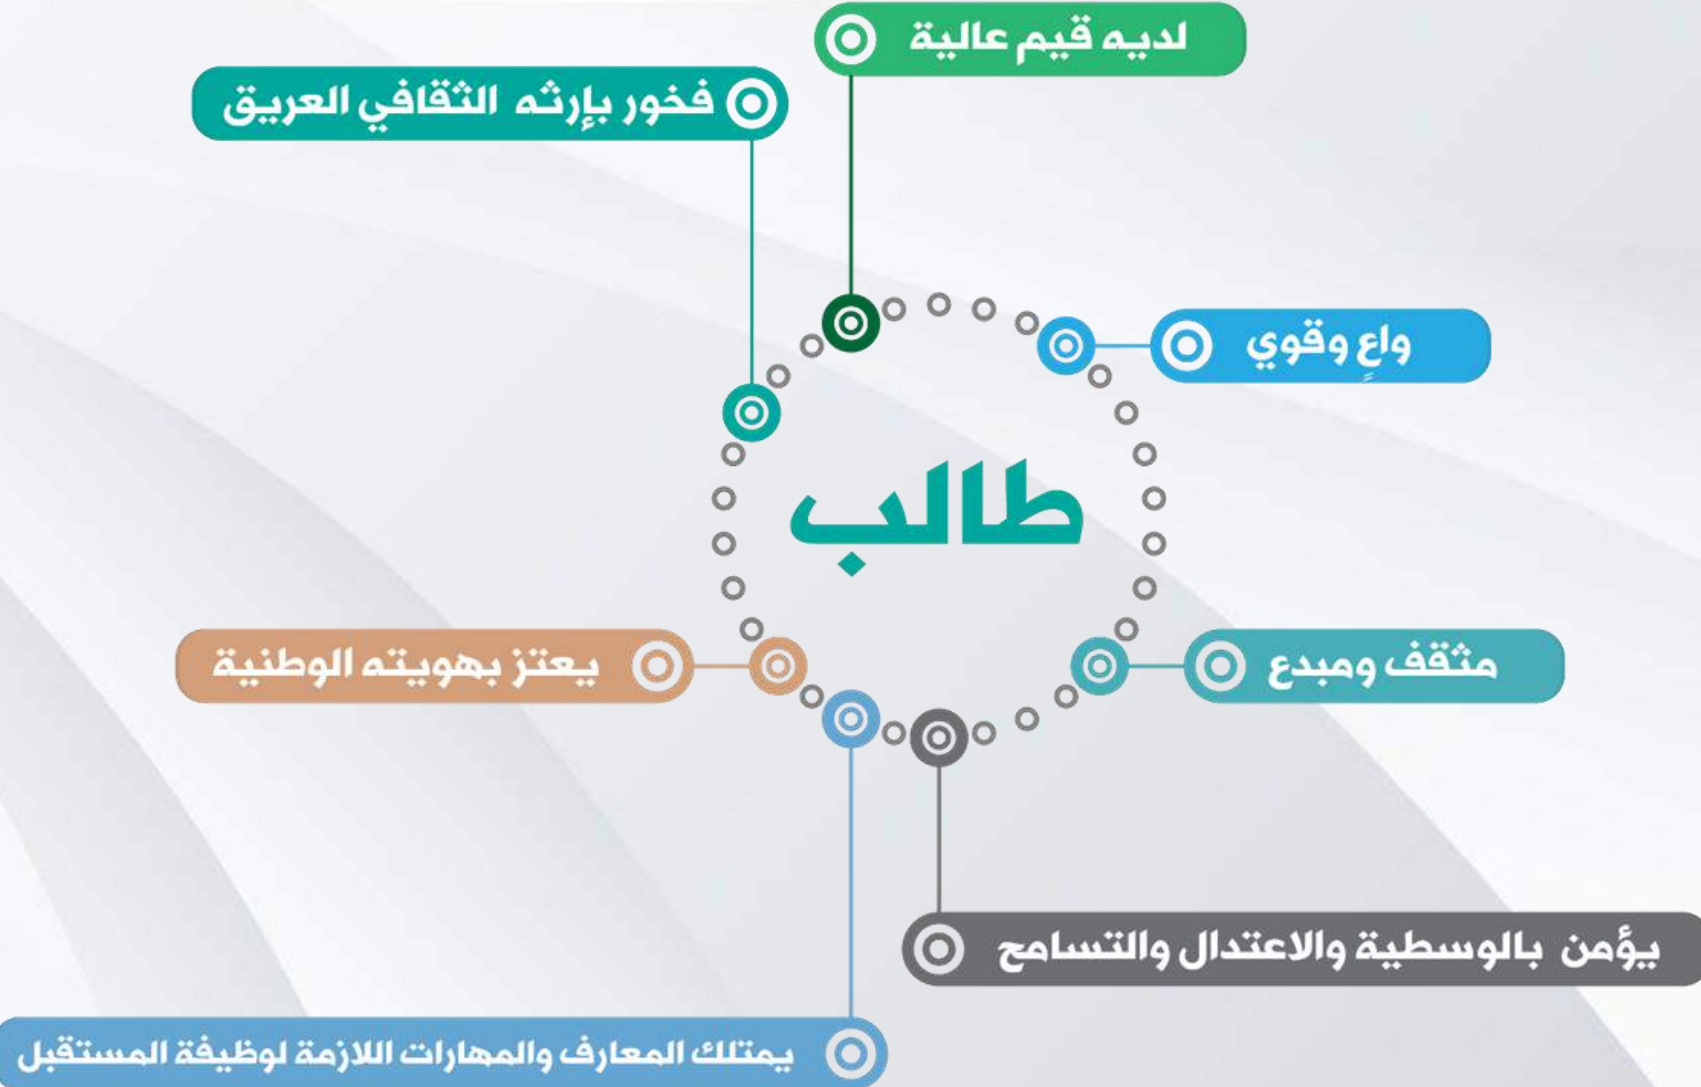 لديه قيم عالية
فخور بإرثه الثقافي العريق
واعٍ وقوي
طالب
مثقف ومبدع
يعتز بهويته الوطنية
يؤمن بالوسطية والاعتدال والتسامح
يمتلك المعارف والمهارات اللازمة لوظيفة المستقبل